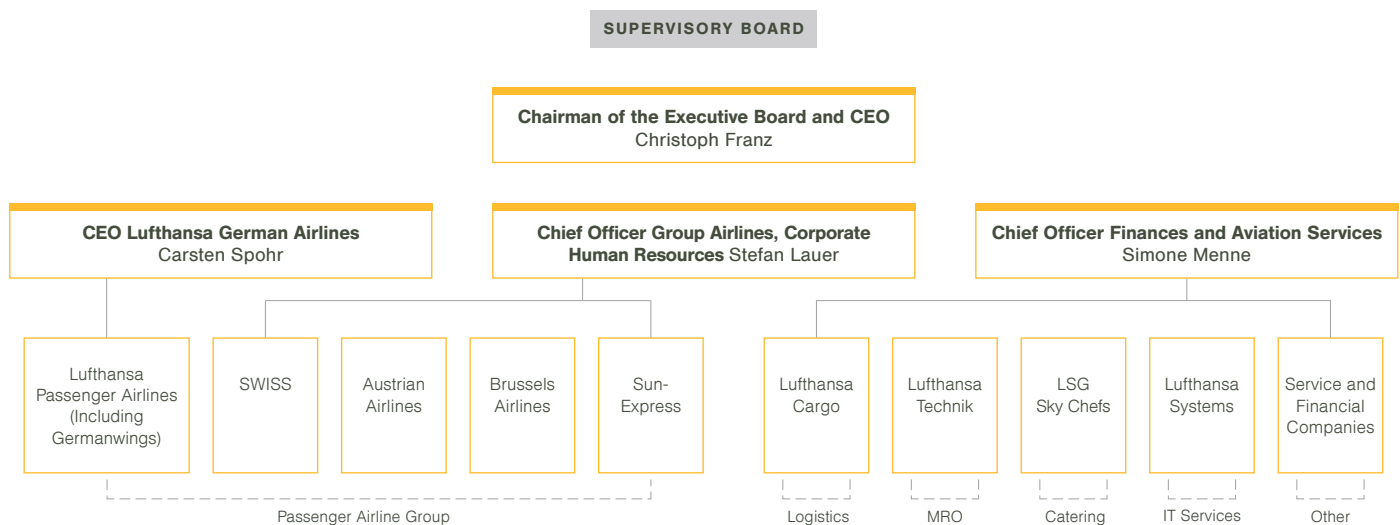 SUPERVISORY BOARD
Chairman of the Executive Board and CEO
Christoph Franz
CEO Lufthansa German Airlines
Carsten Spohr
Chief Officer Group Airlines, Corporate
Human Resources Stefan Lauer
Chief Officer Finances and Aviation Services
Simone Menne
Lufthansa
Passenger Airlines
(Including
Germanwings)
SWISS
Austrian
Airlines
Brussels
Airlines
Sun-
Express
Lufthansa
Cargo
Lufthansa
Technik
LSG
Sky Chefs
Lufthansa
Systems
Service and
Financial
Companies
Passenger Airline Group
Logistics
MRO
Catering
IT Services
Other